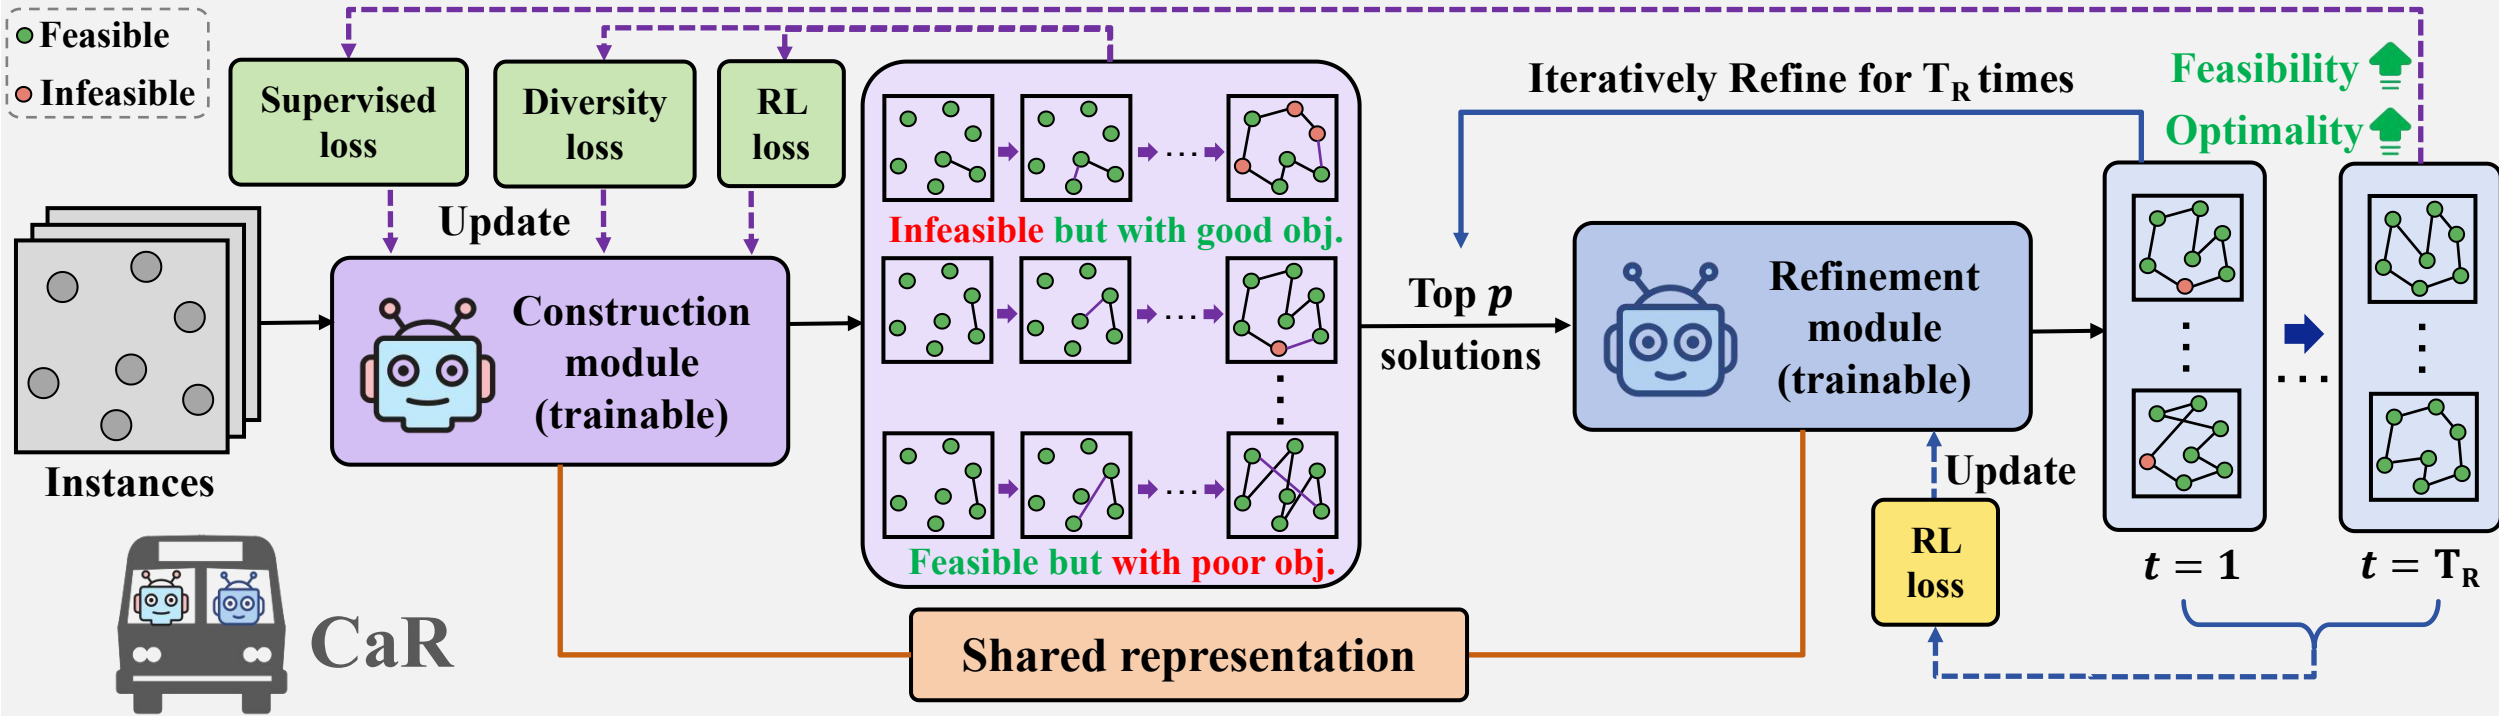 Feasible
Infeasible
Supervised
loss
Diversity
loss
RL
loss
Update
Instances
Construction
module
(trainable)
Infeasible but with good obj.
Feasible but with poor obj.
Top p
solutions
Iteratively Refine for T_R times
Refinement
module
(trainable)
Feasibility
Optimality
Update
RL
loss
t = 1
t = T_R
Shared representation
CaR